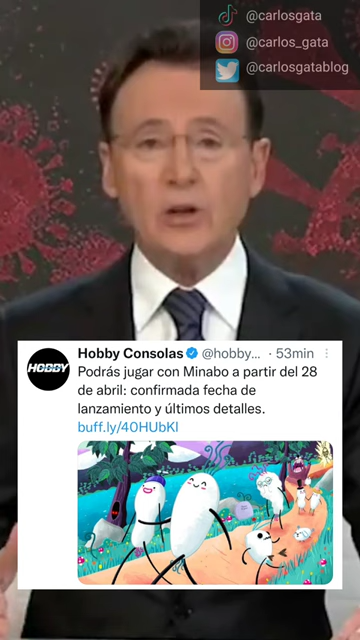 @carlosgata
@carlos_gata
@carlosgatablog
HOBBY
Hobby Consolas @hobby... · 53min
Podrás jugar con Minabo a partir del 28
de abril: confirmada fecha de
lanzamiento y últimos detalles.
buff.ly/40HUbKI